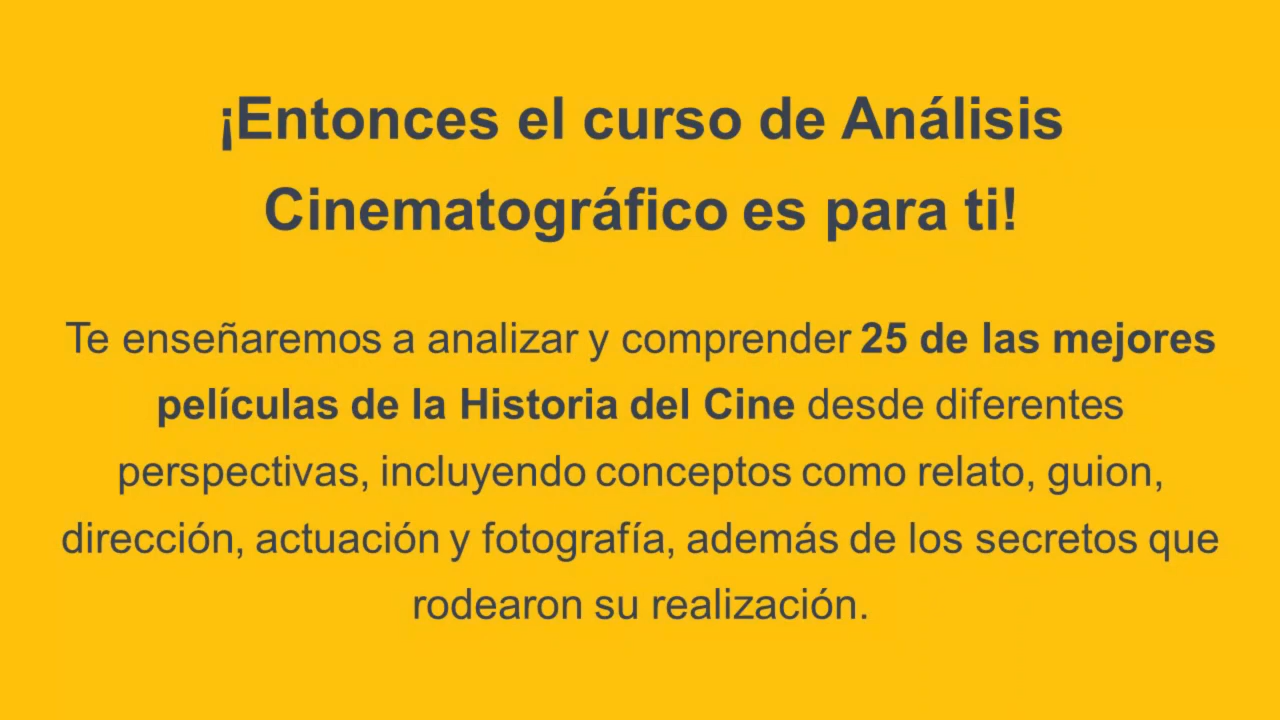 ¡Entonces el curso de Análisis
Cinematográfico es para ti!
Te enseñaremos a analizar y comprender 25 de las mejores
películas de la Historia del Cine desde diferentes
perspectivas, incluyendo conceptos como relato, guion,
dirección, actuación y fotografía, además de los secretos que
rodearon su realización.